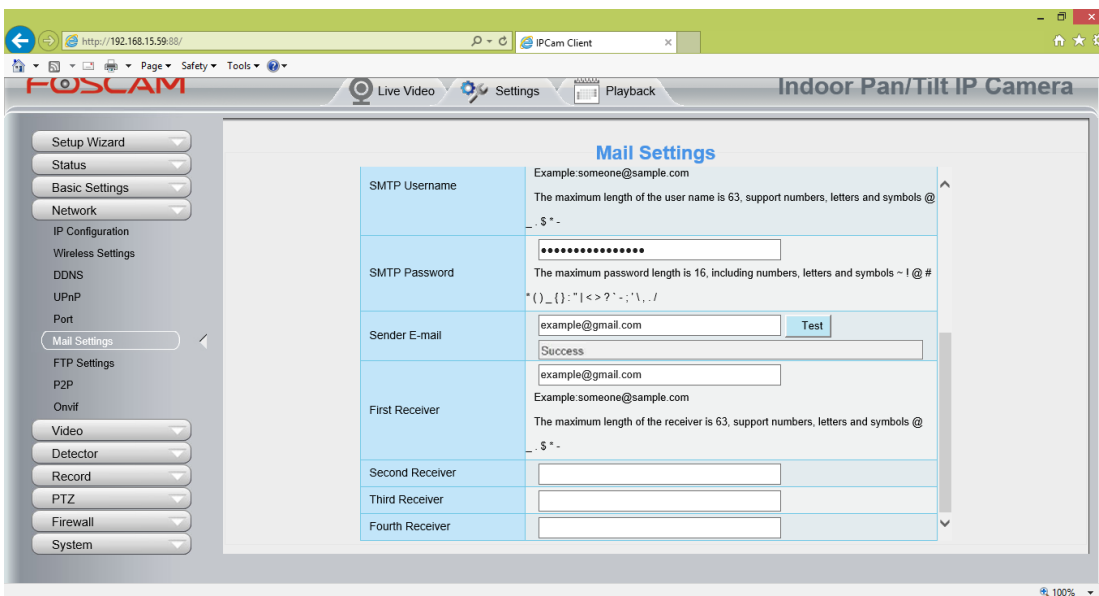 http://192.168.15.59:88/
IPCam Client
Page Safety Tools
FOSCAM
Live Video
Settings
Playback
Indoor Pan/Tilt IP Camera
Setup Wizard
Status
Basic Settings
Network
IP Configuration
Wireless Settings
DDNS
UPnP
Port
Mail Settings
FTP Settings
P2P
Onvif
Video
Detector
Record
PTZ
Firewall
System
Mail Settings
SMTP Username
Example:someone@sample.com
The maximum length of the user name is 63, support numbers, letters and symbols @
_ . $ * -
SMTP Password
••••••••••••••••
The maximum password length is 16, including numbers, letters and symbols ~ ! @ #
* ( ) _ { } : " | < > ? ` - ; ' \ , . /
Sender E-mail
example@gmail.com
Test
Success
First Receiver
example@gmail.com
Example:someone@sample.com
The maximum length of the receiver is 63, support numbers, letters and symbols @
_ . $ * -
Second Receiver
Third Receiver
Fourth Receiver
100%